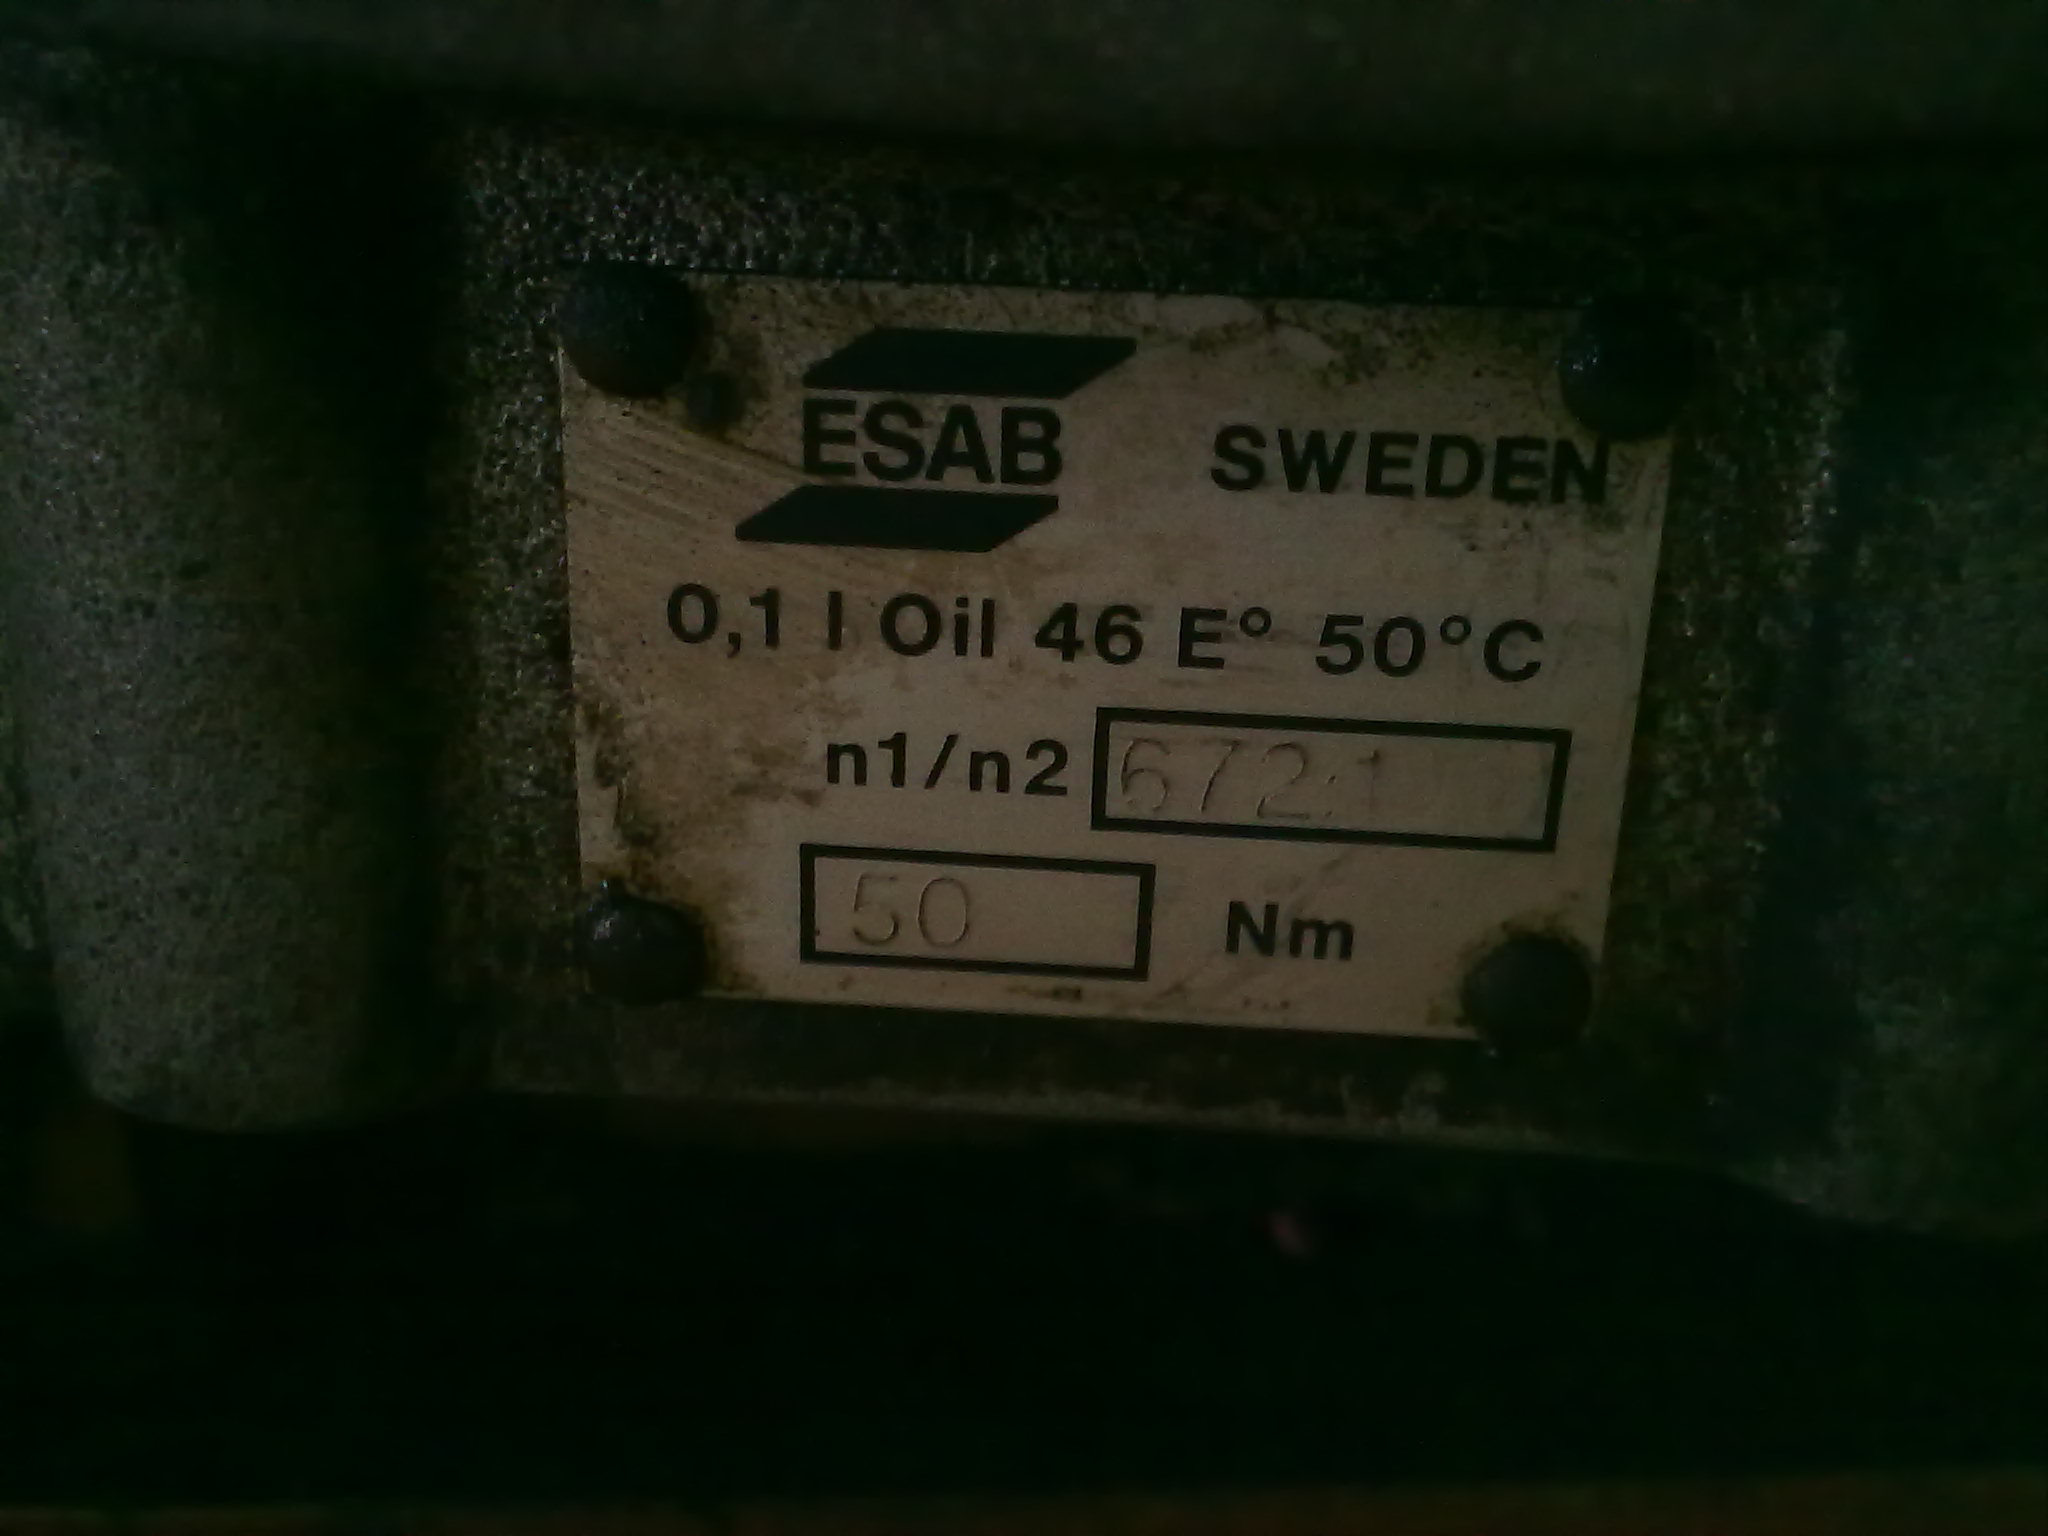 ESAB SWEDEN
0,1 l Oil 46 E° 50°C
n1/n2 672:1
50 Nm